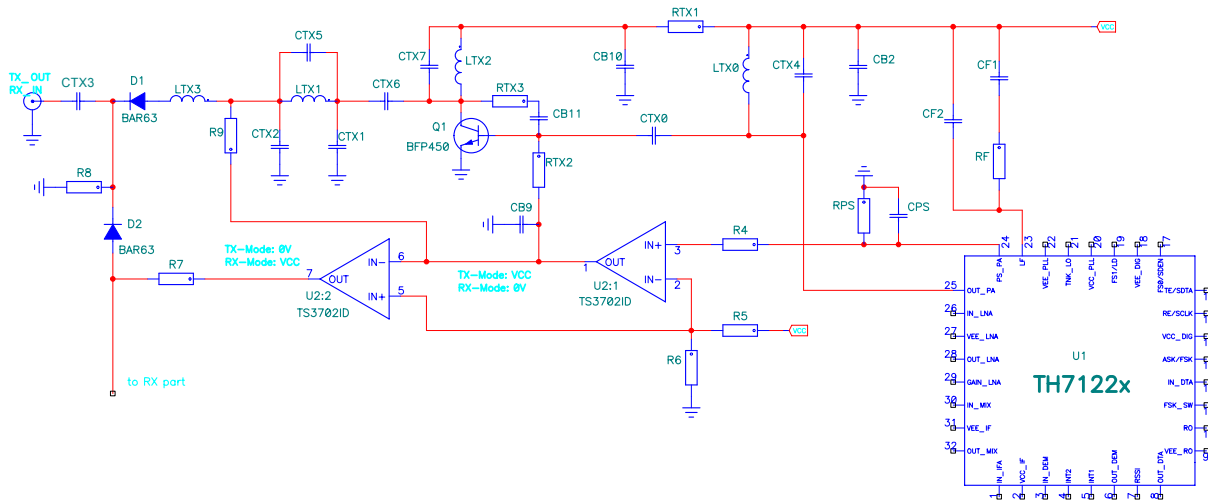 RTX1
VCC
CTX5
CTX7
LTX2
CB10
LTX0
CTX4
CB2
CF1
TX_OUT
RX_IN
CTX3
D1
BAR63
LTX3
LTX1
CTX6
RTX3
CB11
CTX0
CF2
R9
CTX2
CTX1
Q1
BFP450
RTX2
RF
R8
D2
BAR63
CB9
RPS
CPS
R4
TX-Mode: 0V
RX-Mode: VCC
R7
7
OUT
IN-
6
IN+
5
U2:2
TS3702ID
TX-Mode: VCC
RX-Mode: 0V
1
OUT
IN+
3
IN-
2
U2:1
TS3702ID
R5
VCC
R6
to RX part
24
23
22
21
20
19
18
17
PS_PA
LF
VEE_PLL
TNK_LO
VCC_PLL
FS1/LD
VEE_DIG
FS0/SDEN
25
OUT_PA
TE/SDTA
26
IN_LNA
RE/SCLK
27
VEE_LNA
VCC_DIG
28
OUT_LNA
ASK/FSK
29
GAIN_LNA
IN_DTA
30
IN_MIX
FSK_SW
31
VEE_IF
RO
32
OUT_MIX
VEE_RO
U1
TH7122x
IN_IFA
VCC_IF
IN_DEM
INT2
INT1
OUT_DEM
RSSI
OUT_DTA
1
2
3
4
5
6
7
8